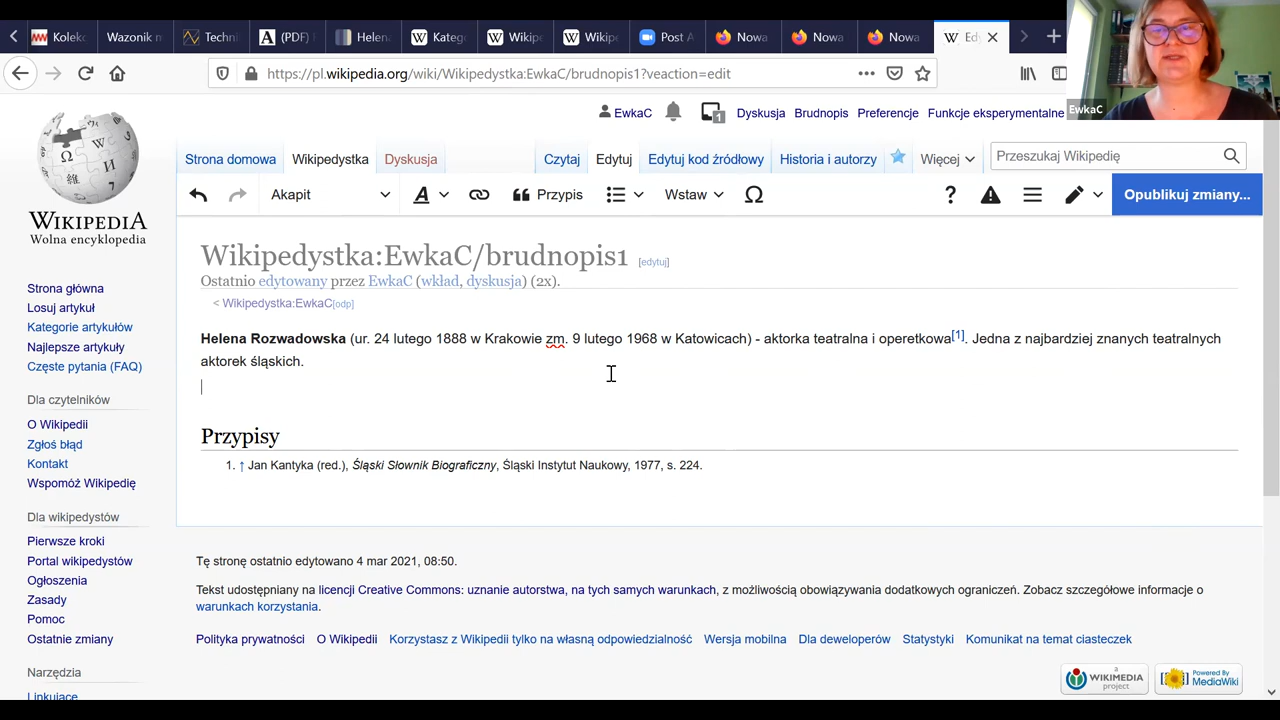 Kolek
Wazonik n
Techni
(PDF)
Helena
Katego
Wikipe
Wikipe
Post A
Nowa
Nowa
Nowa
Ed
https://pl.wikipedia.org/wiki/Wikipedystka:EwkaC/brudnopis1?veaction=edit
EwkaC
EwkaC 1 Dyskusja Brudnopis Preferencje Funkcje eksperymentalne
Strona domowa Wikipedystka Dyskusja Czytaj Edytuj Edytuj kod źródłowy Historia i autorzy Więcej Przeszukaj Wikipedię
Akapit A Przypis Wstaw Ω ? Opublikuj zmiany...
WIKIPEDIA
Wolna encyklopedia
Strona główna
Losuj artykuł
Kategorie artykułów
Najlepsze artykuły
Częste pytania (FAQ)
Dla czytelników
O Wikipedii
Zgłoś błąd
Kontakt
Wspomóż Wikipedię
Dla wikipedystów
Pierwsze kroki
Portal wikipedystów
Ogłoszenia
Zasady
Pomoc
Ostatnie zmiany
Narzędzia
Linkujące
Wikipedystka:EwkaC/brudnopis1 [edytuj]
Ostatnio edytowany przez EwkaC (wkład, dyskusja) (2x).
< Wikipedystka:EwkaC[odp]
Helena Rozwadowska (ur. 24 lutego 1888 w Krakowie zm. 9 lutego 1968 w Katowicach) - aktorka teatralna i operetkowa[1]. Jedna z najbardziej znanych teatralnych
aktorek śląskich.
Przypisy
1. ↑ Jan Kantyka (red.), Śląski Słownik Biograficzny, Śląski Instytut Naukowy, 1977, s. 224.
Tę stronę ostatnio edytowano 4 mar 2021, 08:50.
Tekst udostępniany na licencji Creative Commons: uznanie autorstwa, na tych samych warunkach, z możliwością obowiązywania dodatkowych ograniczeń. Zobacz szczegółowe informacje o
warunkach korzystania.
Polityka prywatności O Wikipedii Korzystasz z Wikipedii tylko na własną odpowiedzialność Wersja mobilna Dla deweloperów Statystyki Komunikat na temat ciasteczek
a
WIKIMEDIA
project
Powered By
MediaWiki